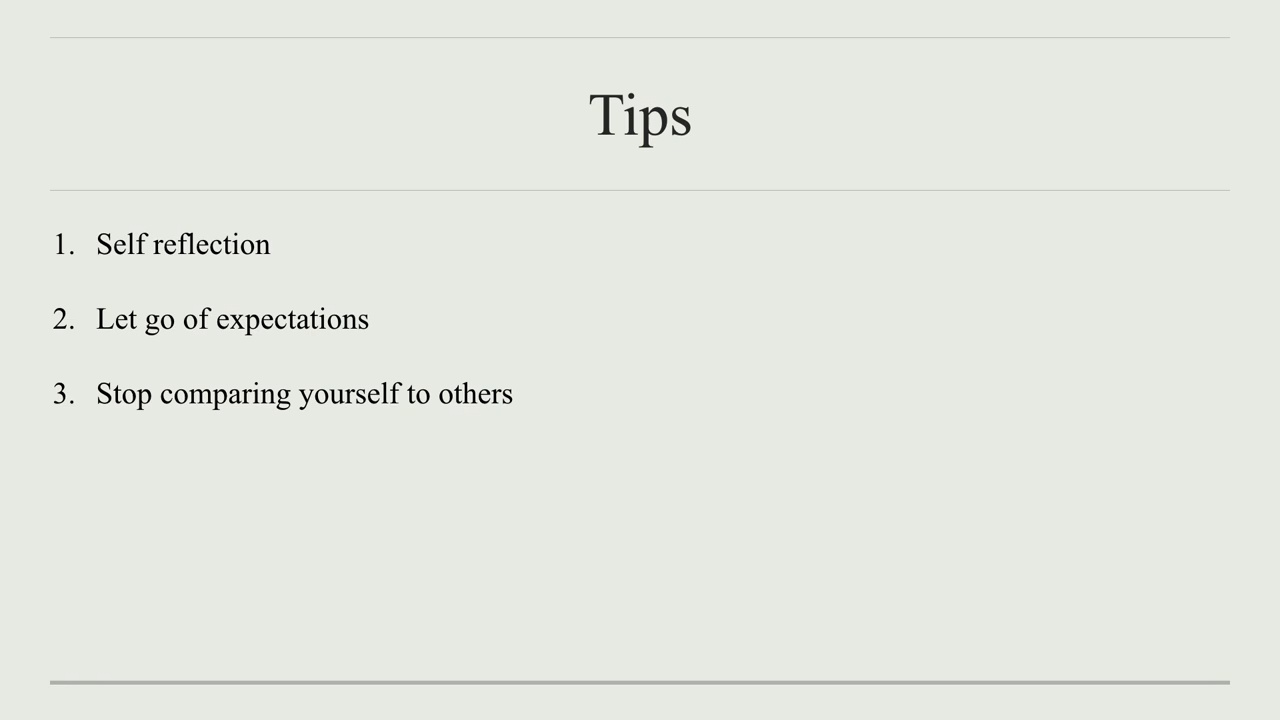 Tips
1. Self reflection
2. Let go of expectations
3. Stop comparing yourself to others